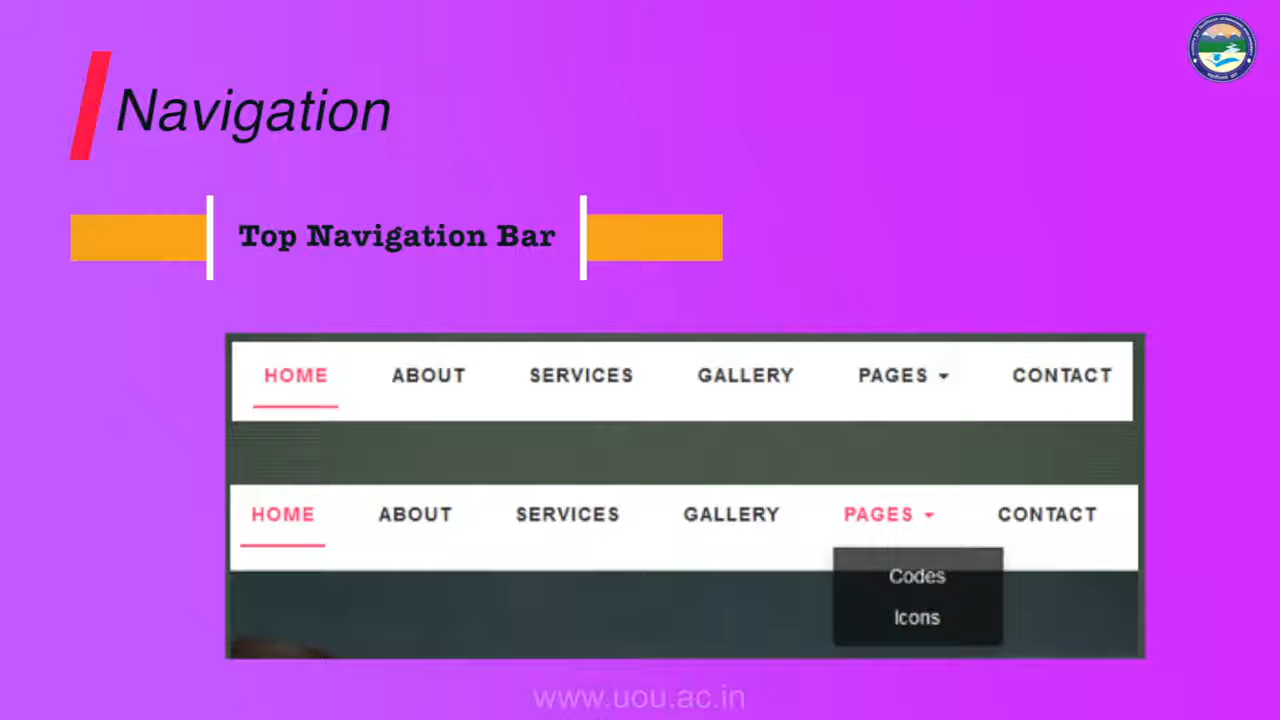 Navigation
Top Navigation Bar
HOME ABOUT SERVICES GALLERY PAGES CONTACT
HOME ABOUT SERVICES GALLERY PAGES CONTACT
Codes
Icons
www.uou.ac.in